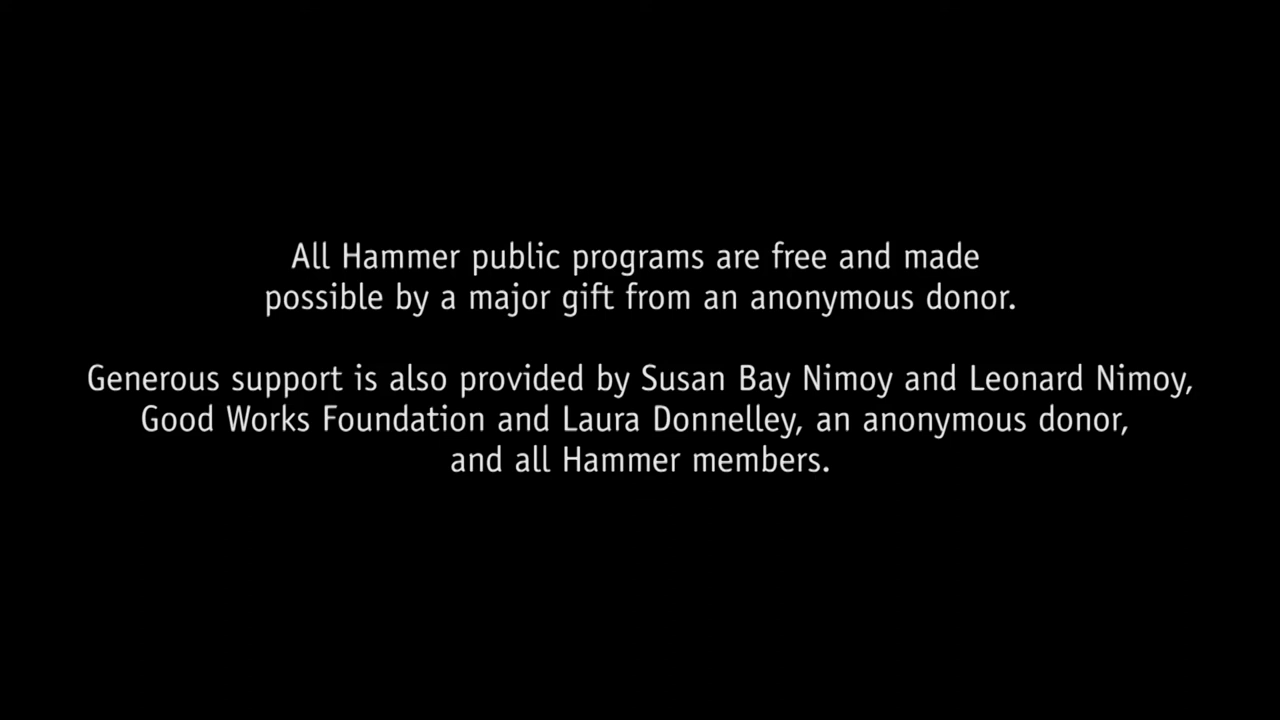 All Hammer public programs are free and made
possible by a major gift from an anonymous donor.
Generous support is also provided by Susan Bay Nimoy and Leonard Nimoy,
Good Works Foundation and Laura Donnelley, an anonymous donor,
and all Hammer members.